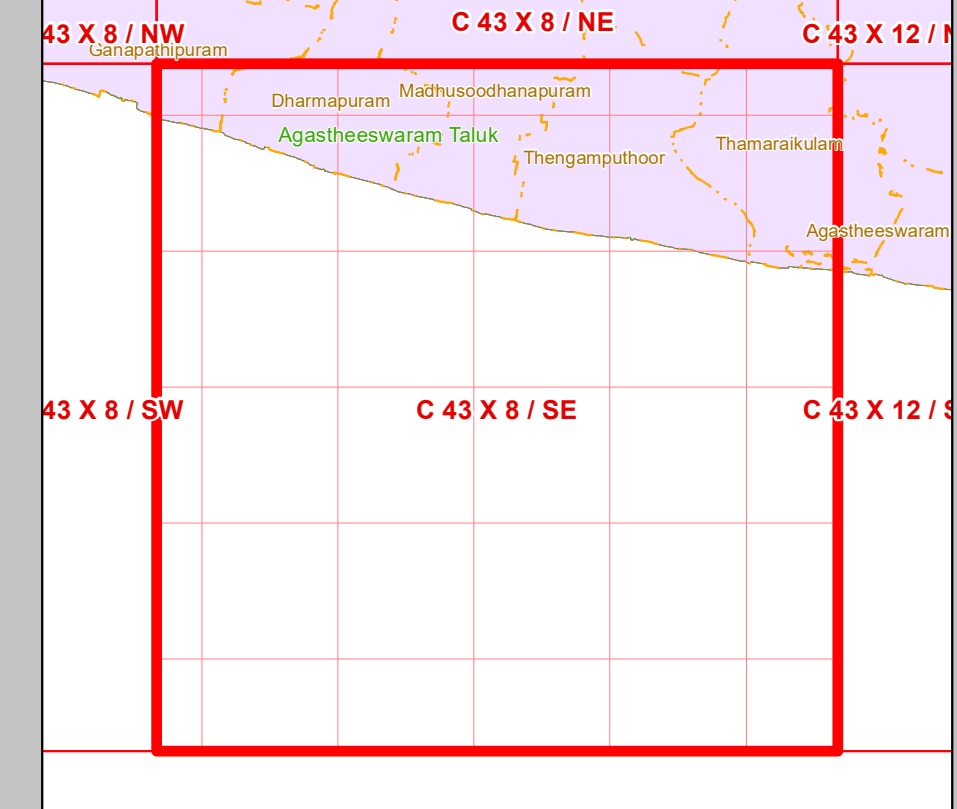 C 43 X 8 / NE
43 X 8 / NW
C 43 X 12 / N
Ganapathipuram
Madhusoodhanapuram
Dharmapuram
Agastheeswaram Taluk
Thamaraikulam
Thengamputhoor
Agastheeswaram
43 X 8 / SW
C 43 X 8 / SE
C 43 X 12 / S